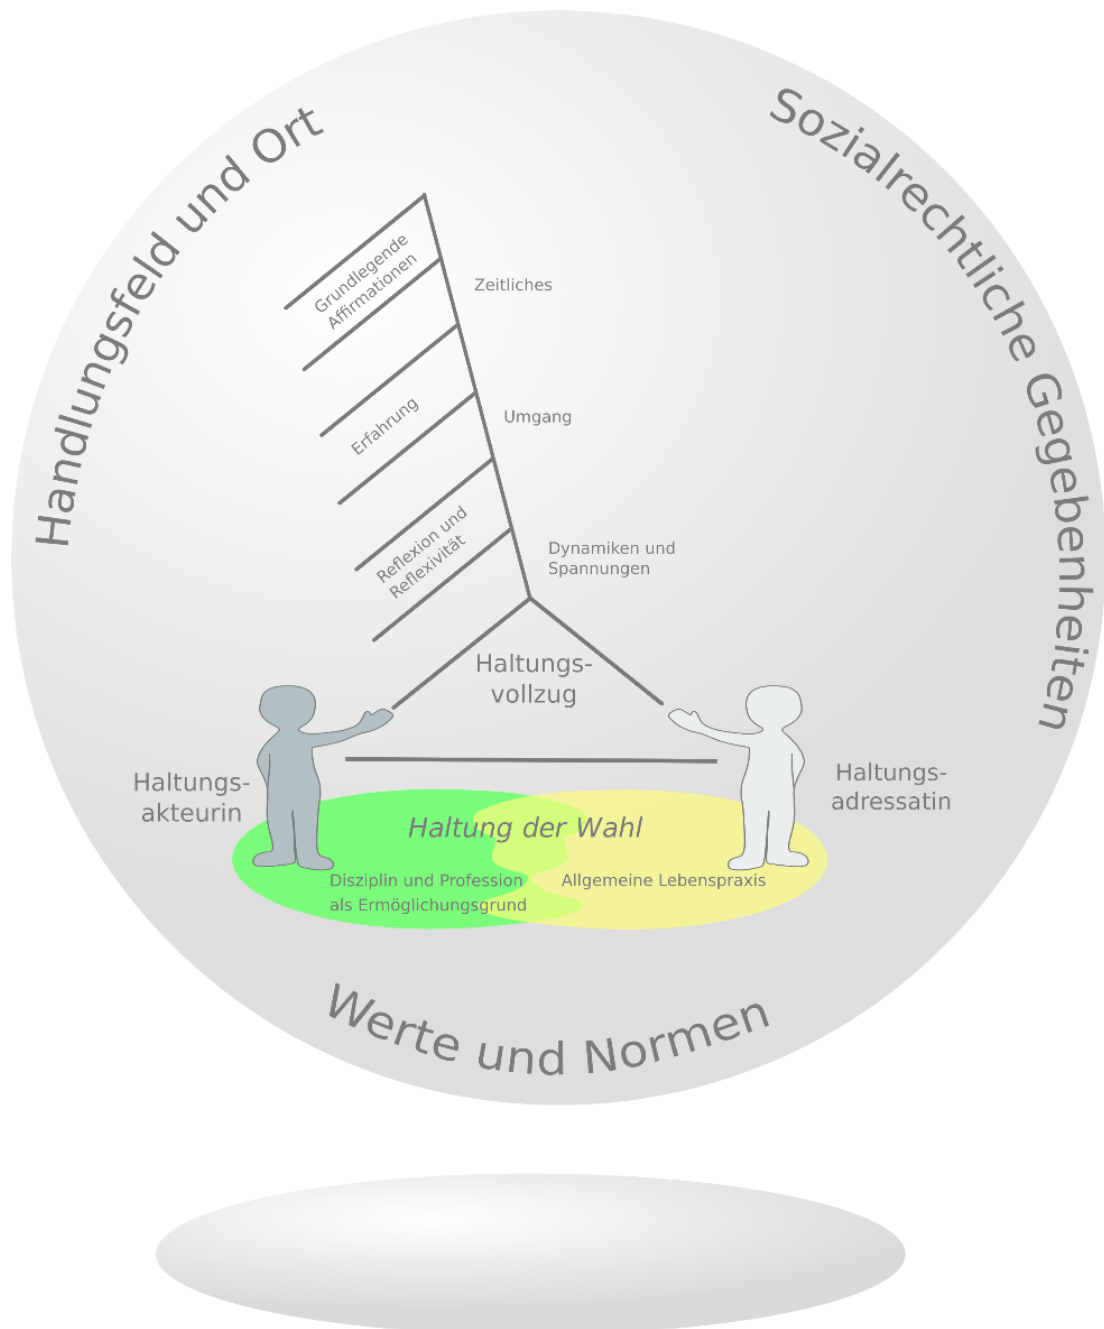 Handlungsfeld und Ort
Sozialrechtliche Gegebenheiten
Grundlegende
Affirmationen
Zeitliches
Erfahrung
Umgang
Reflexion und
Reflexivität
Dynamiken und
Spannungen
Haltungs-
vollzug
Haltungs-
akteurin
Haltungs-
adressatin
Haltung der Wahl
Disziplin und Profession
als Ermöglichungsgrund
Allgemeine Lebenspraxis
Werte und Normen